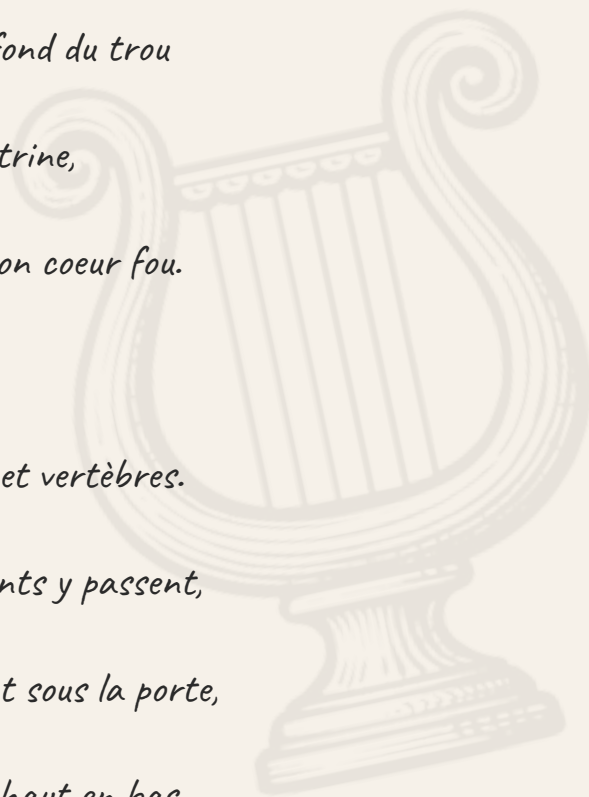 fond du trou
trine,
on coeur fou.
et vertèbres.
nts y passent,
t sous la porte,
haut en bas